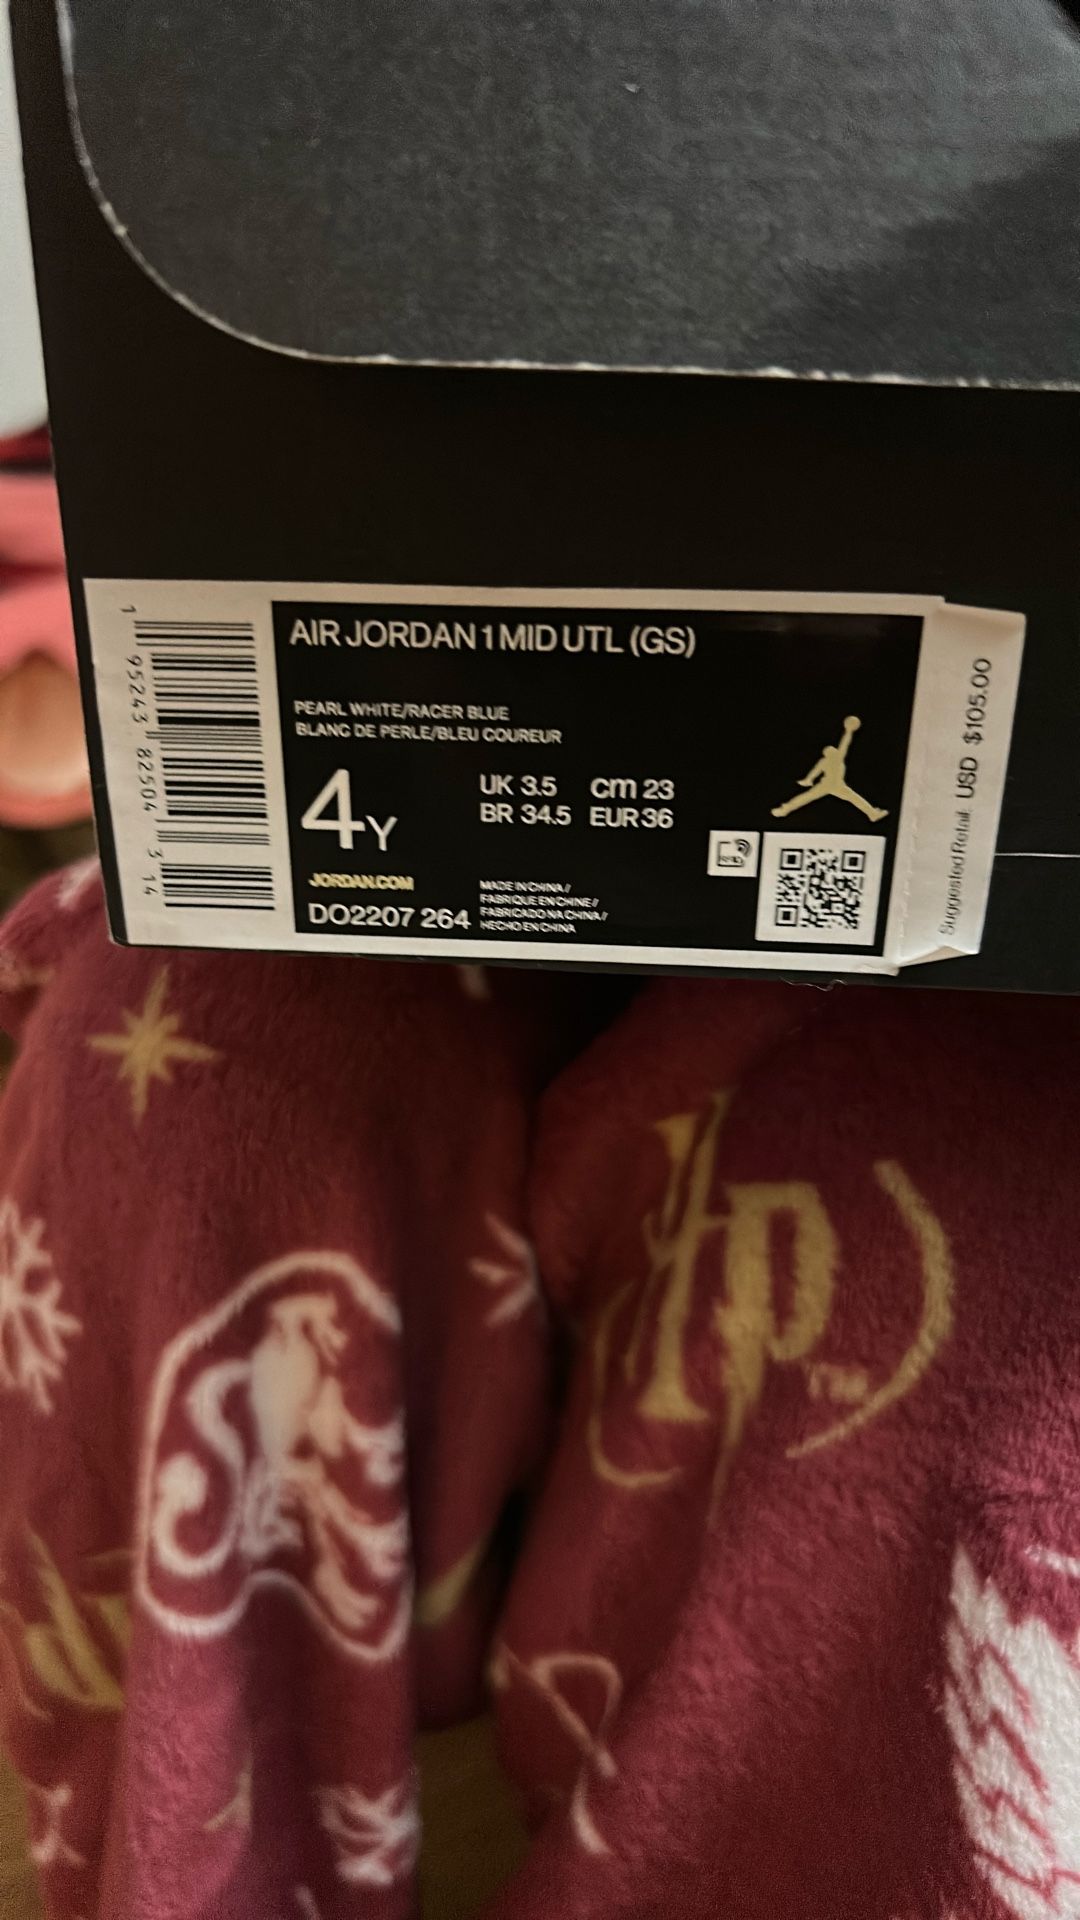 AIR JORDAN 1 MID UTL (GS)
PEARL WHITE/RACER BLUE
BLANC DE PERLE/BLEU COUREUR
4Y
UK 3.5 cm 23
BR 34.5 EUR 36
JORDAN.COM
DO2207 264
MADE IN CHINA /
FABRIQUE EN CHINE /
FABRICADO NA CHINA /
HECHO EN CHINA
1 95243 82504 3 14
Suggested Retail: USD $105.00
HP
TM